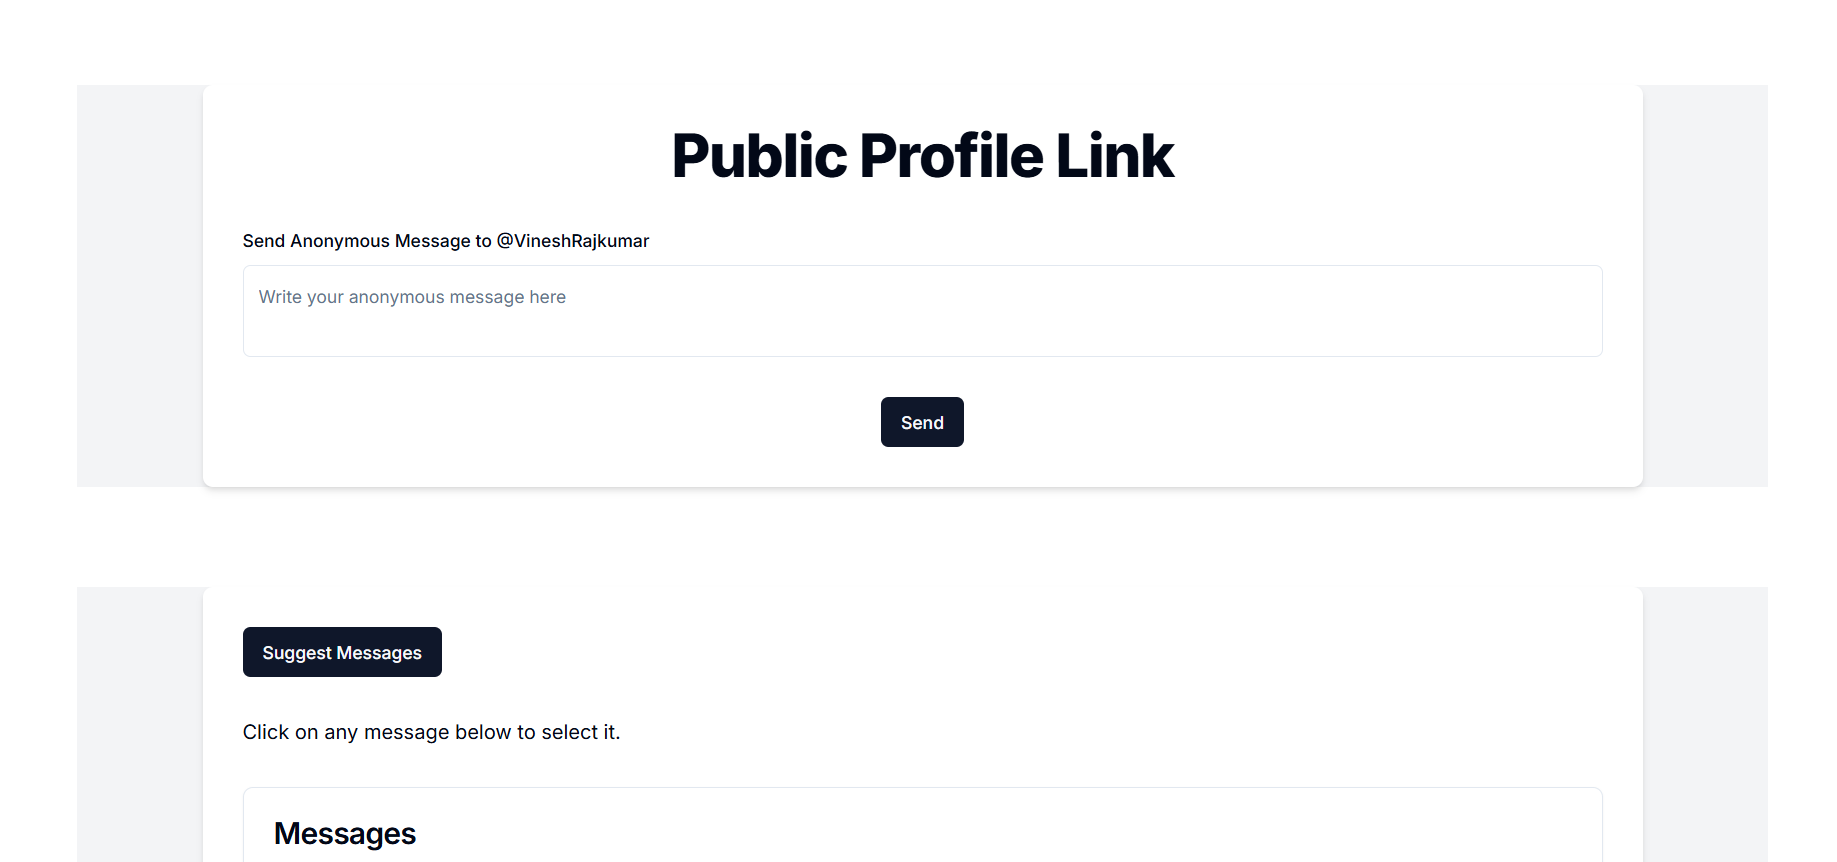 Public Profile Link
Send Anonymous Message to @VineshRajkumar
Write your anonymous message here
Send
Suggest Messages
Click on any message below to select it.
Messages